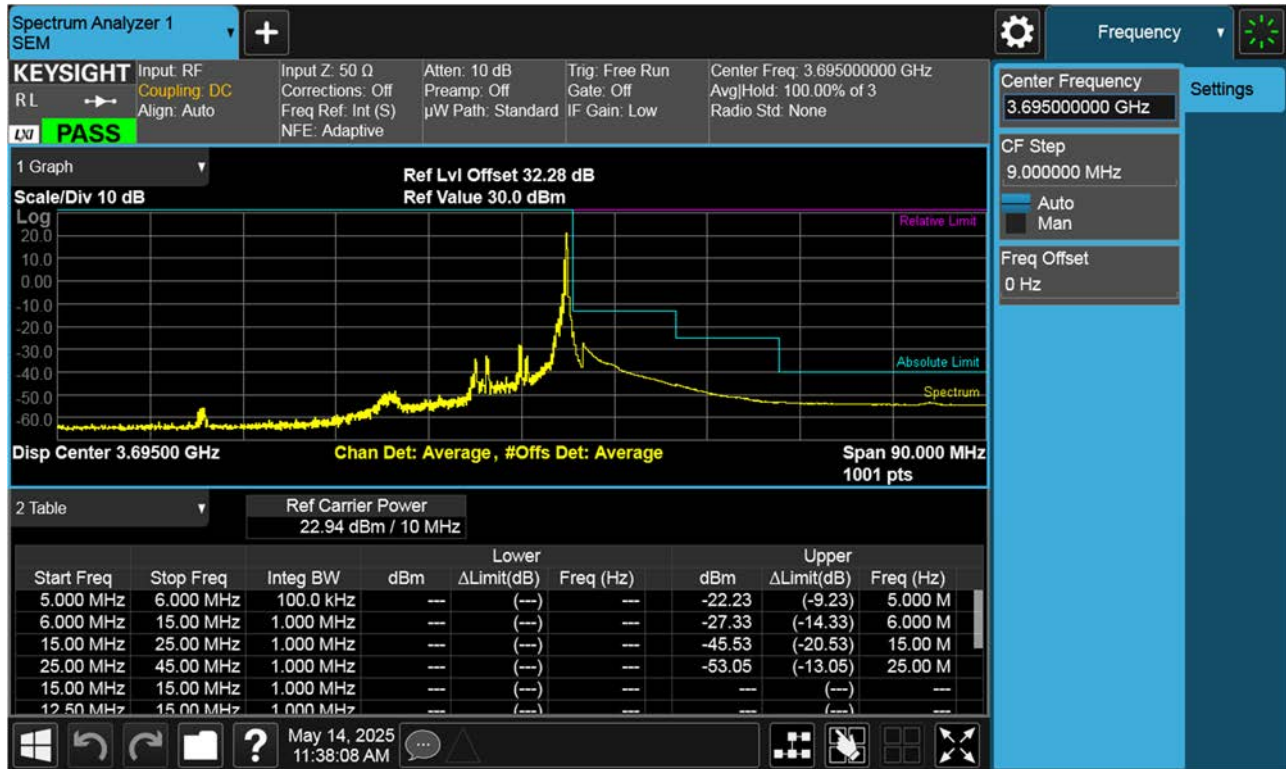 Spectrum Analyzer 1
SEM
Frequency
KEYSIGHT
RL
LXI
PASS
Input: RF
Coupling: DC
Align: Auto
Input Z: 50 Ω
Corrections: Off
Freq Ref: Int (S)
NFE: Adaptive
Atten: 10 dB
Preamp: Off
µW Path: Standard
Trig: Free Run
Gate: Off
IF Gain: Low
Center Freq: 3.695000000 GHz
Avg|Hold: 100.00% of 3
Radio Std: None
Center Frequency
3.695000000 GHz
Settings
CF Step
9.000000 MHz
Auto
Man
Freq Offset
0 Hz
1 Graph
Ref Lvl Offset 32.28 dB
Scale/Div 10 dB
Ref Value 30.0 dBm
Log
Relative Limit
20.0
10.0
0.00
-10.0
-20.0
-30.0
-40.0
-50.0
-60.0
Absolute Limit
Spectrum
Disp Center 3.69500 GHz
Chan Det: Average, #Offs Det: Average
Span 90.000 MHz
1001 pts
2 Table
Ref Carrier Power
22.94 dBm / 10 MHz
Lower Upper
Start Freq Stop Freq Integ BW dBm ΔLimit(dB) Freq (Hz) dBm ΔLimit(dB) Freq (Hz)
5.000 MHz 6.000 MHz 100.0 kHz --- (---) --- -22.23 (-9.23) 5.000 M
6.000 MHz 15.00 MHz 1.000 MHz --- (---) --- -27.33 (-14.33) 6.000 M
15.00 MHz 25.00 MHz 1.000 MHz --- (---) --- -45.53 (-20.53) 15.00 M
25.00 MHz 45.00 MHz 1.000 MHz --- (---) --- -53.05 (-13.05) 25.00 M
15.00 MHz 15.00 MHz 1.000 MHz --- (---) --- --- (---) ---
12.50 MHz 15.00 MHz 1.000 MHz --- (---) --- --- (---) ---
?
May 14, 2025
11:38:08 AM